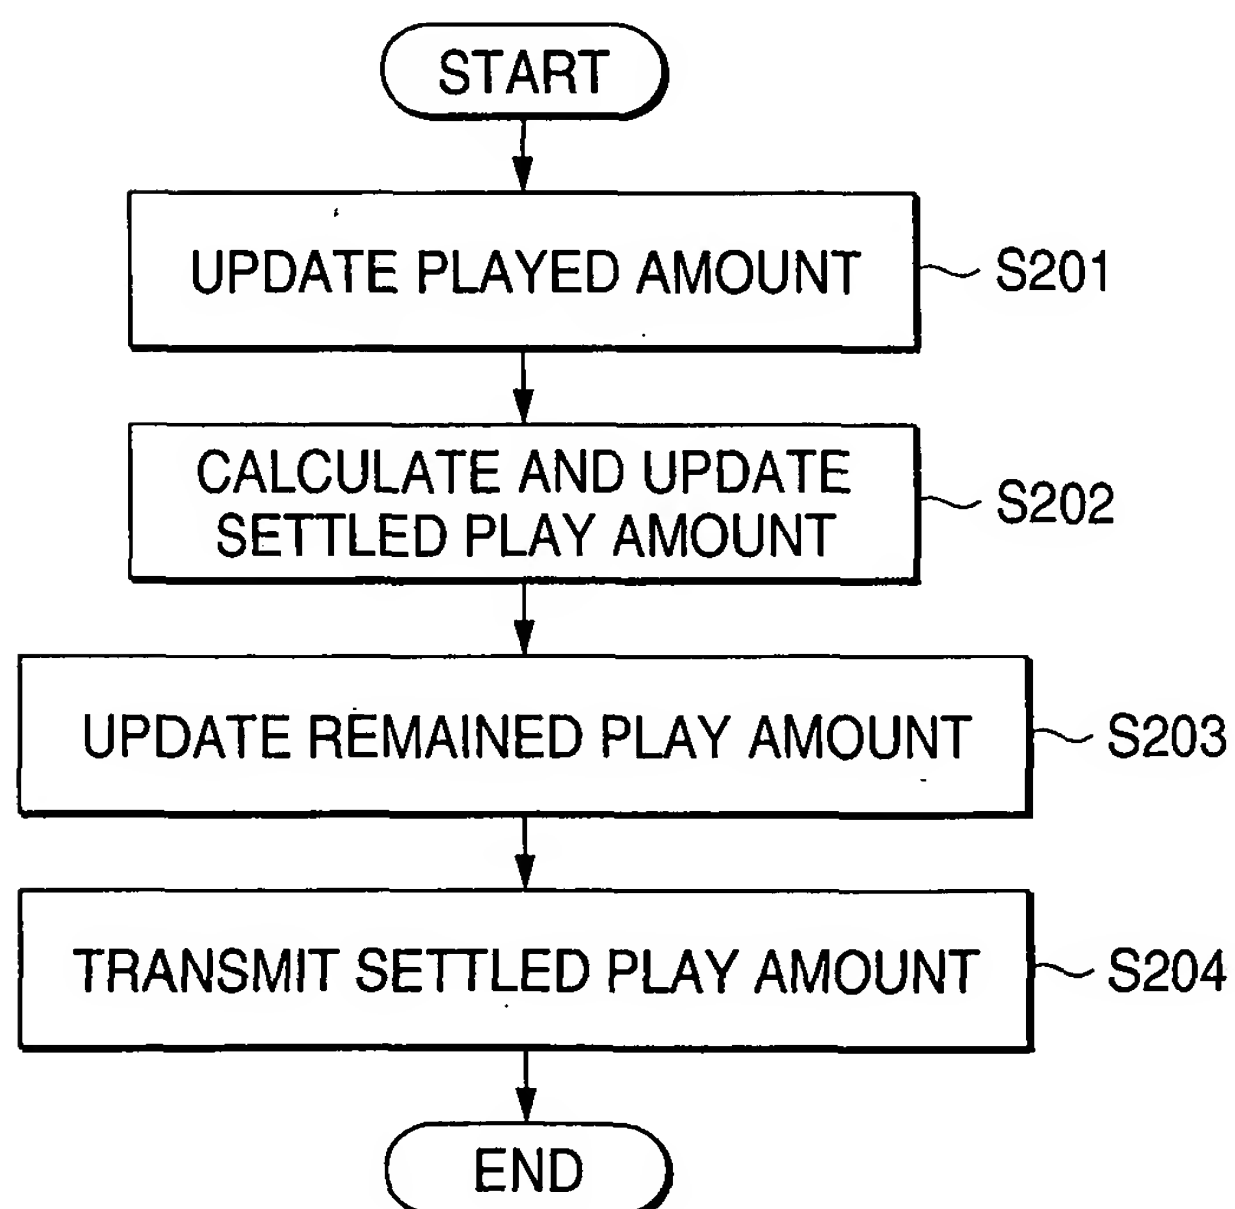 START
UPDATE PLAYED AMOUNT
S201
CALCULATE AND UPDATE
SETTLED PLAY AMOUNT
S202
UPDATE REMAINED PLAY AMOUNT
S203
TRANSMIT SETTLED PLAY AMOUNT
S204
END